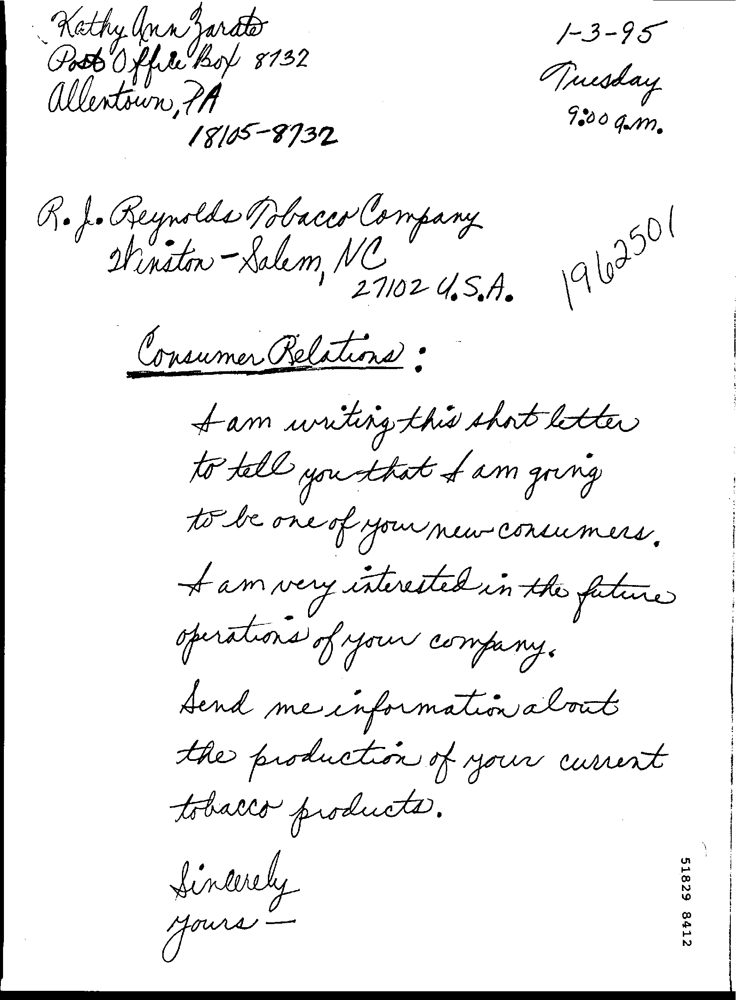 Kathy Ann Zarate
Post Office Box 8732
Allentown, PA
18105-8732
1-3-95
Tuesday
9:00 a.m.
R. J. Reynolds Tobacco Company
Winston-Salem, NC
27102 U.S.A.
1962501
Consumer Relations:
I am writing this short letter
to tell you that I am going
to be one of your new consumers.
I am very interested in the future
operations of your company.
Send me information about
the production of your current
tobacco products.
Sincerely
yours —
51829 8412